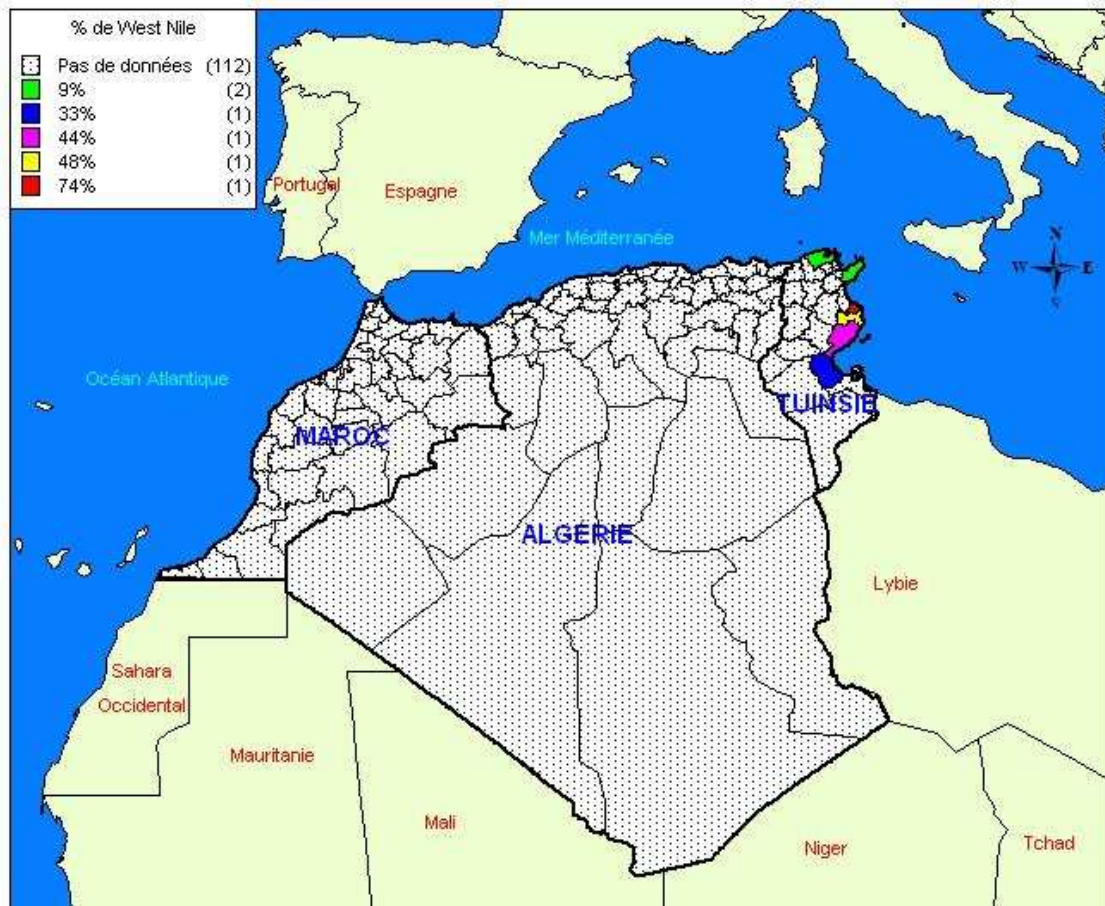 % de West Nile
Pas de données (112)
9% (2)
33% (1)
44% (1)
48% (1)
74% (1)
Portugal
Espagne
Mer Méditerranée
N
W E
S
Océan Atlantique
TUINSIE
MAROC
ALGERIE
Lybie
Sahara
Occidental
Mauritanie
Mali
Niger
Tchad